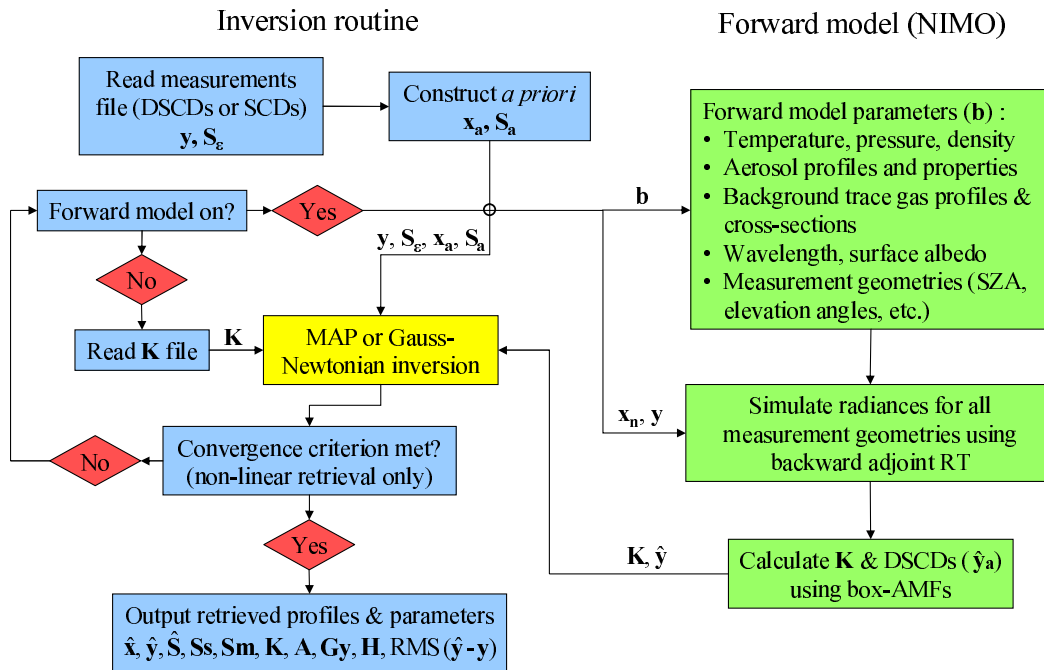 Inversion routine
Forward model (NIMO)
Read measurements
file (DSCDs or SCDs)
y, Sε
Construct a priori
xa, Sa
Forward model parameters (b) :
• Temperature, pressure, density
• Aerosol profiles and properties
• Background trace gas profiles &
cross-sections
• Wavelength, surface albedo
• Measurement geometries (SZA,
elevation angles, etc.)
Forward model on?
Yes
b
y, Sε, xa, Sa
No
Read K file
K
MAP or Gauss-
Newtonian inversion
xn, y
Simulate radiances for all
measurement geometries using
backward adjoint RT
Convergence criterion met?
(non-linear retrieval only)
No
Yes
K, ŷ
Calculate K & DSCDs (ŷa)
using box-AMFs
Output retrieved profiles & parameters
x̂, ŷ, Ŝ, Ss, Sm, K, A, Gy, H, RMS (ŷ - y)